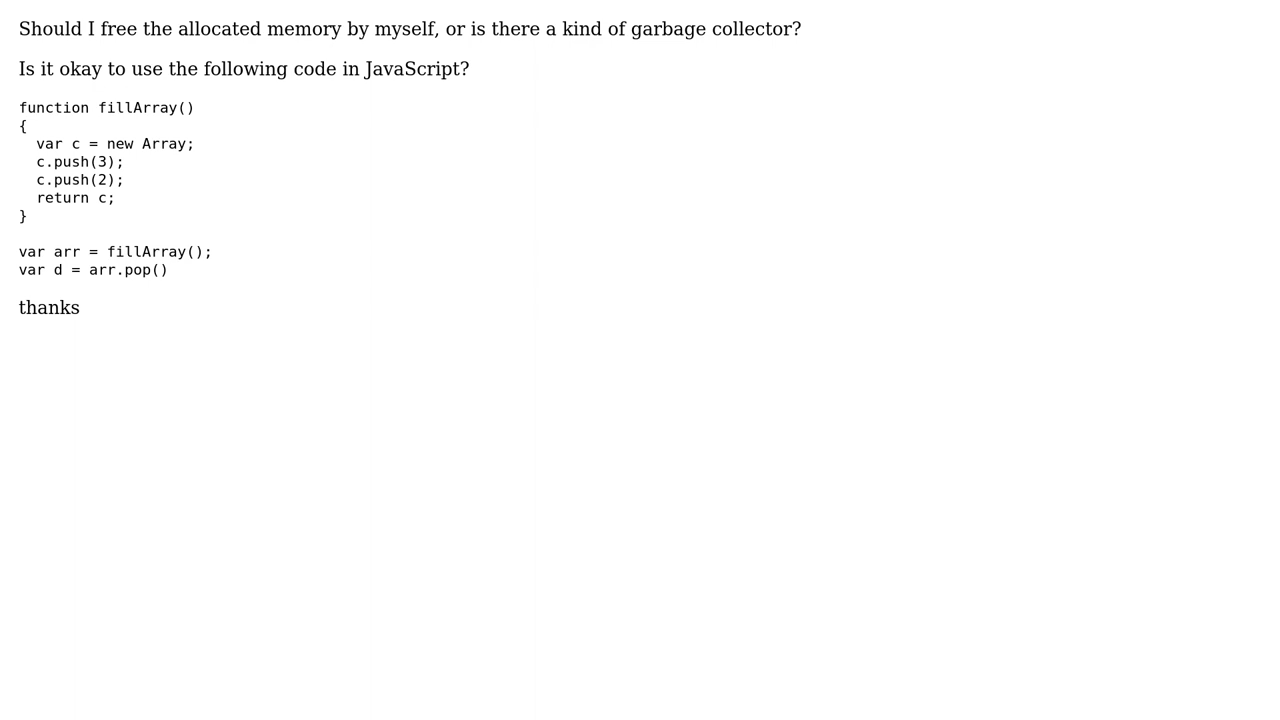 Should I free the allocated memory by myself, or is there a kind of garbage collector?
Is it okay to use the following code in JavaScript?
function fillArray()
{
  var c = new Array;
  c.push(3);
  c.push(2);
  return c;
}

var arr = fillArray();
var d = arr.pop()
thanks